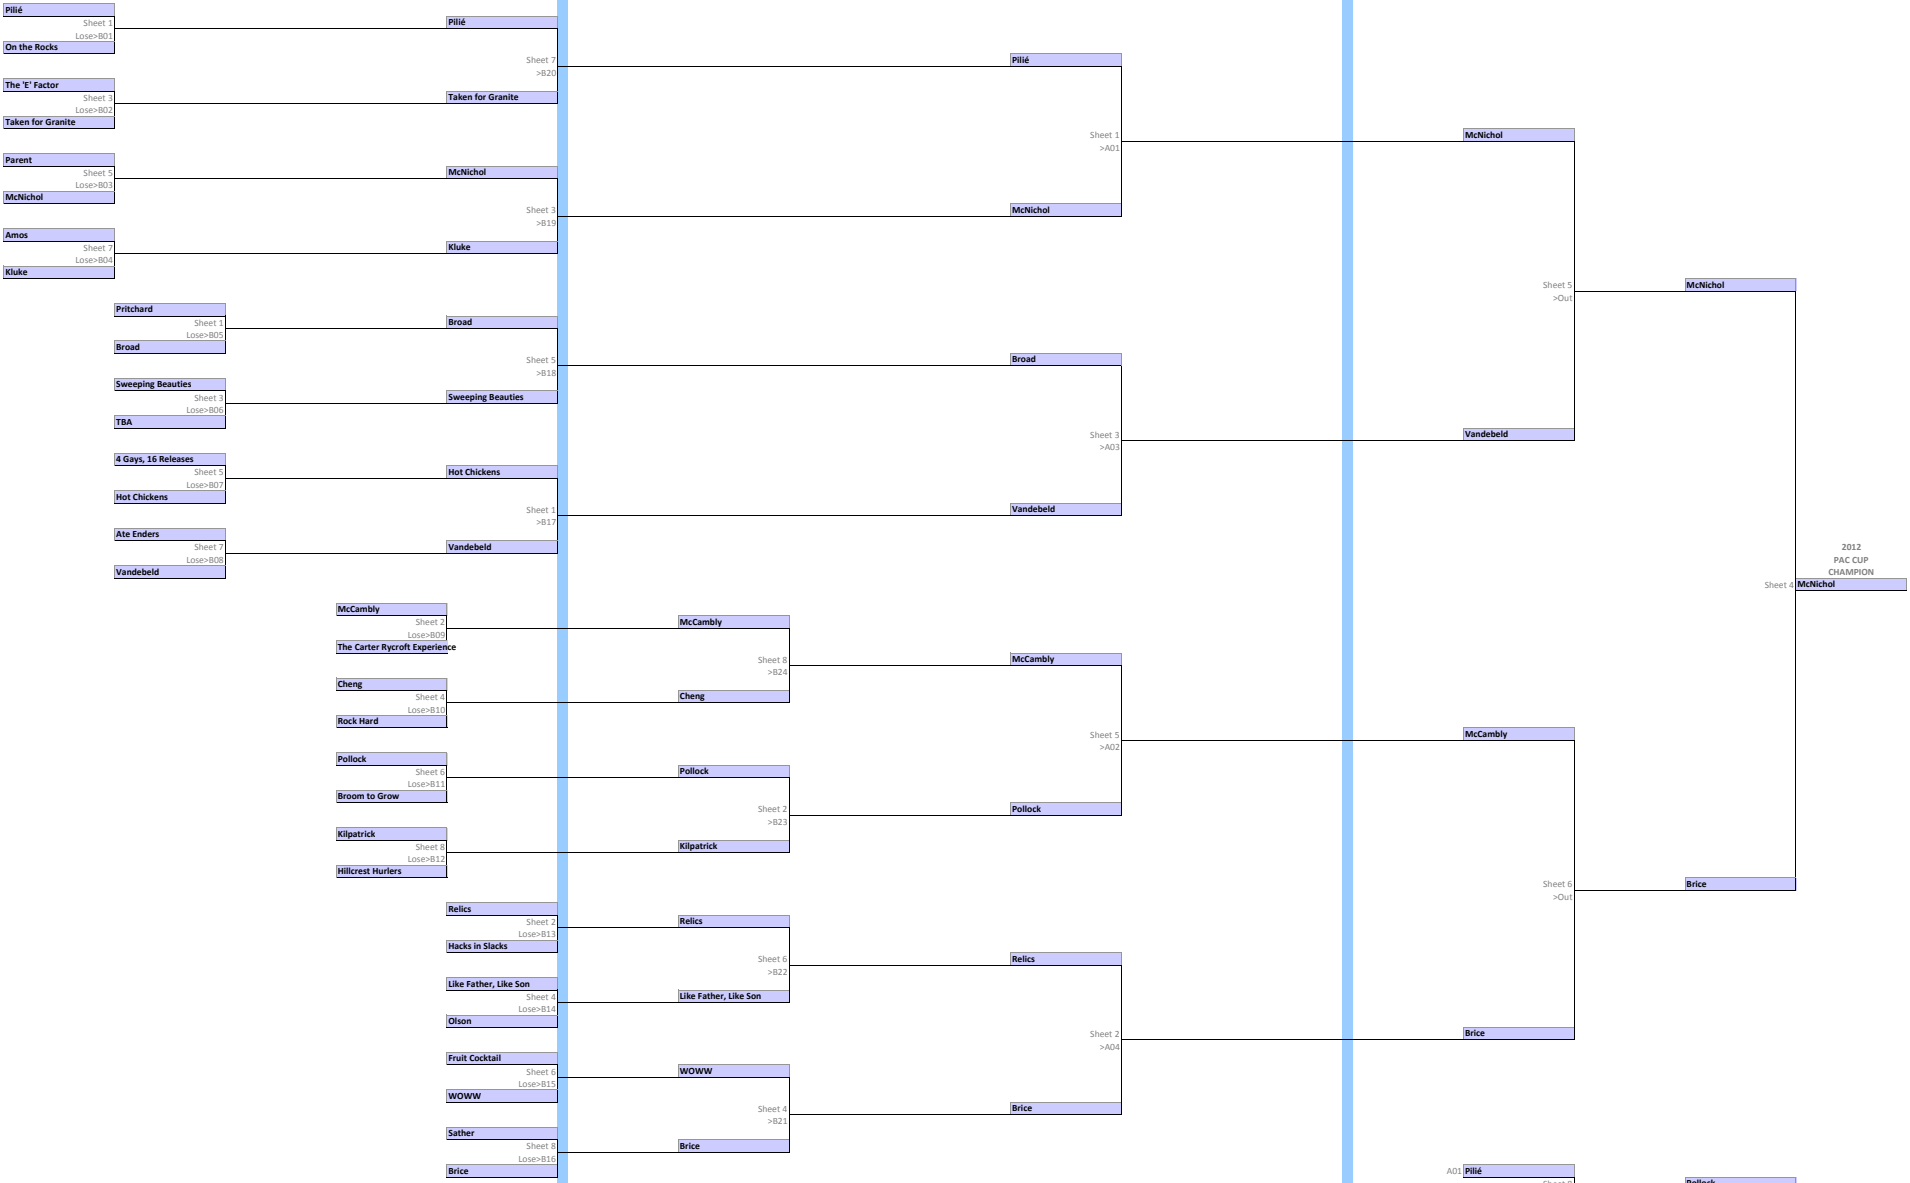 Pilié
Sheet 1
Lose>B01
On the Rocks
The 'E' Factor
Sheet 3
Lose>B02
Taken for Granite
Parent
Sheet 5
Lose>B03
McNichol
Amos
Sheet 7
Lose>B04
Kluke
Pritchard
Sheet 1
Lose>B05
Broad
Sweeping Beauties
Sheet 3
Lose>B06
TBA
4 Gays, 16 Releases
Sheet 5
Lose>B07
Hot Chickens
Ate Enders
Sheet 7
Lose>B08
Vandebeld
McCambly
Sheet 2
Lose>B09
The Carter Rycroft Experience
Cheng
Sheet 4
Lose>B10
Rock Hard
Pollock
Sheet 6
Lose>B11
Broom to Grow
Kilpatrick
Sheet 8
Lose>B12
Hillcrest Hurlers
Relics
Sheet 2
Lose>B13
Hacks in Slacks
Like Father, Like Son
Sheet 4
Lose>B14
Olson
Fruit Cocktail
Sheet 6
Lose>B15
WOWW
Sather
Sheet 8
Lose>B16
Brice
Pilié
Sheet 7
>B20
Taken for Granite
McNichol
Sheet 3
>B19
Kluke
Broad
Sheet 5
>B18
Sweeping Beauties
Hot Chickens
Sheet 1
>B17
Vandebeld
McCambly
Sheet 8
>B24
Cheng
Pollock
Sheet 2
>B23
Kilpatrick
Relics
Sheet 6
>B22
Like Father, Like Son
WOWW
Sheet 4
>B21
Brice
Pilié
Sheet 1
>A01
McNichol
Broad
Sheet 3
>A03
Vandebeld
McCambly
Sheet 5
>A02
Pollock
Relics
Sheet 2
>A04
Brice
McNichol
Sheet 5
>Out
Vandebeld
McCambly
Sheet 6
>Out
Brice
McNichol
Sheet 4
Brice
2012
PAC CUP
CHAMPION
McNichol
A01 Pilié
Pollock